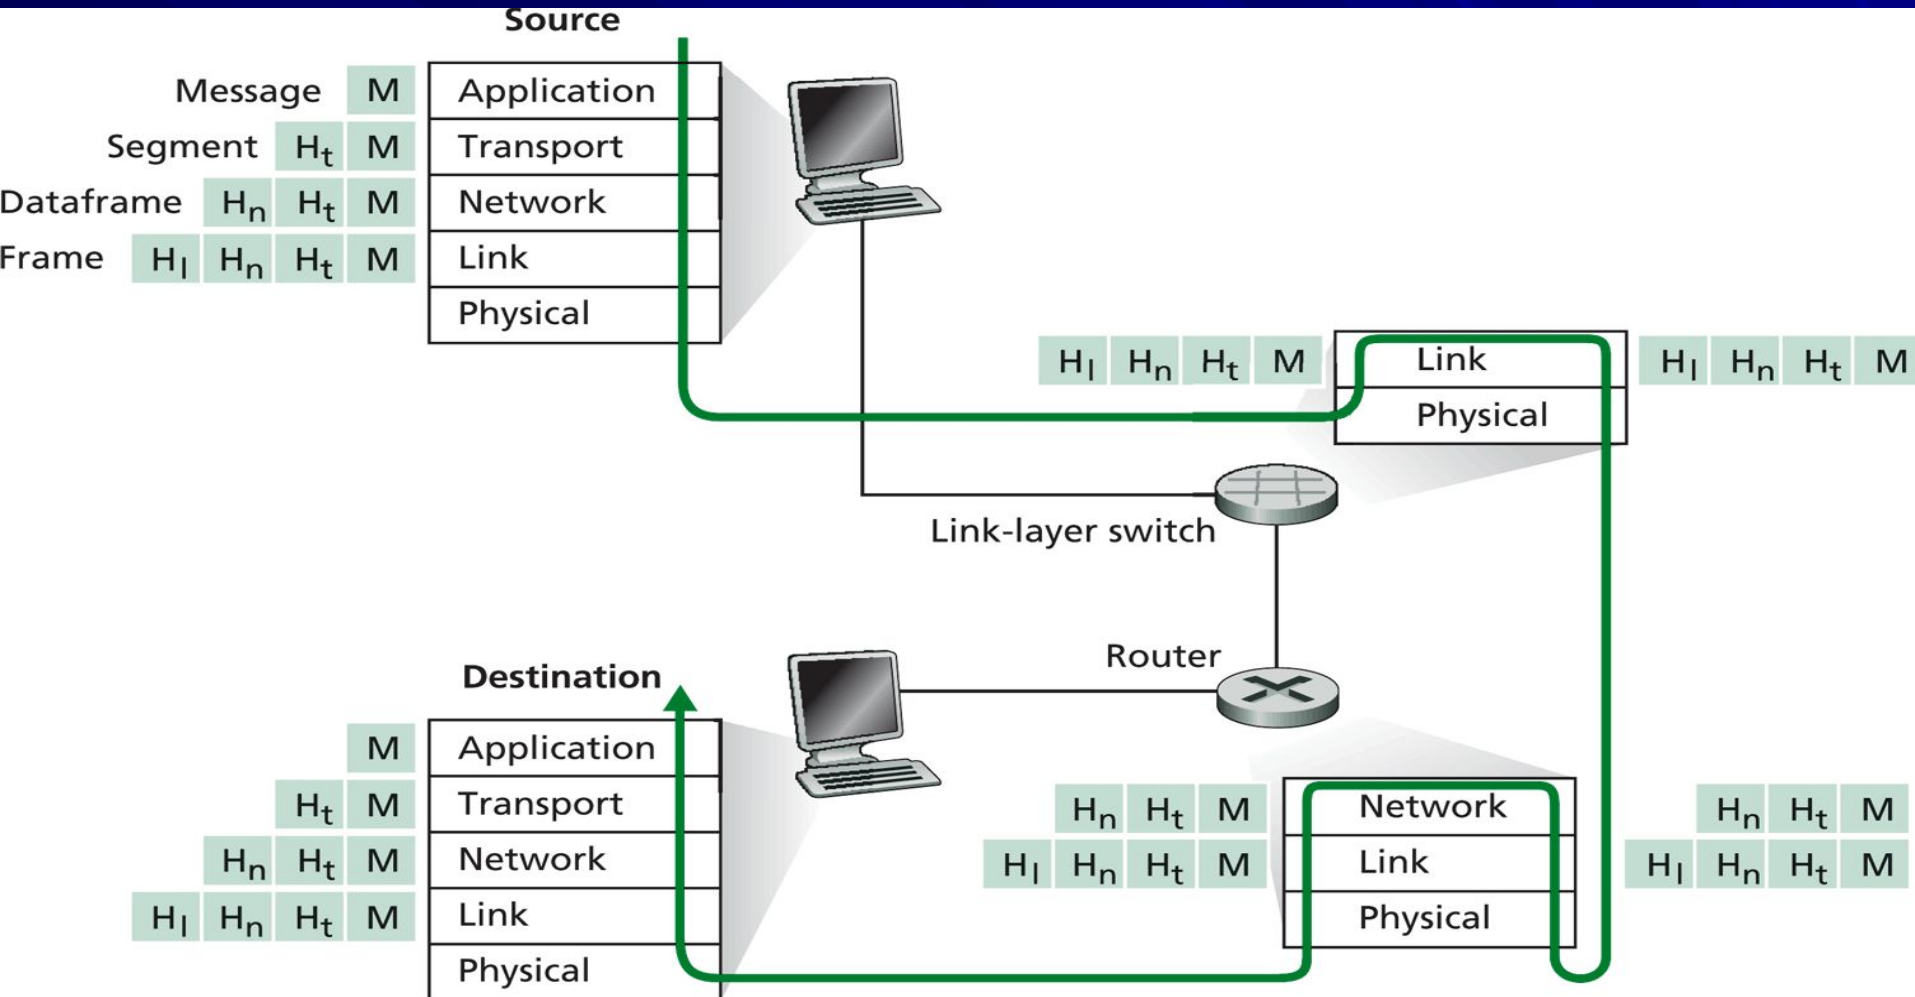 Source
Message M Application
Segment Ht M Transport
Dataframe Hn Ht M Network
Frame Hl Hn Ht M Link
Physical
Hl Hn Ht M Link Hl Hn Ht M
Physical
Link-layer switch
Router
Destination
M Application
Ht M Transport
Hn Ht M Network
Hl Hn Ht M Link
Physical
Hn Ht M Network Hn Ht M
Hl Hn Ht M Link Hl Hn Ht M
Physical